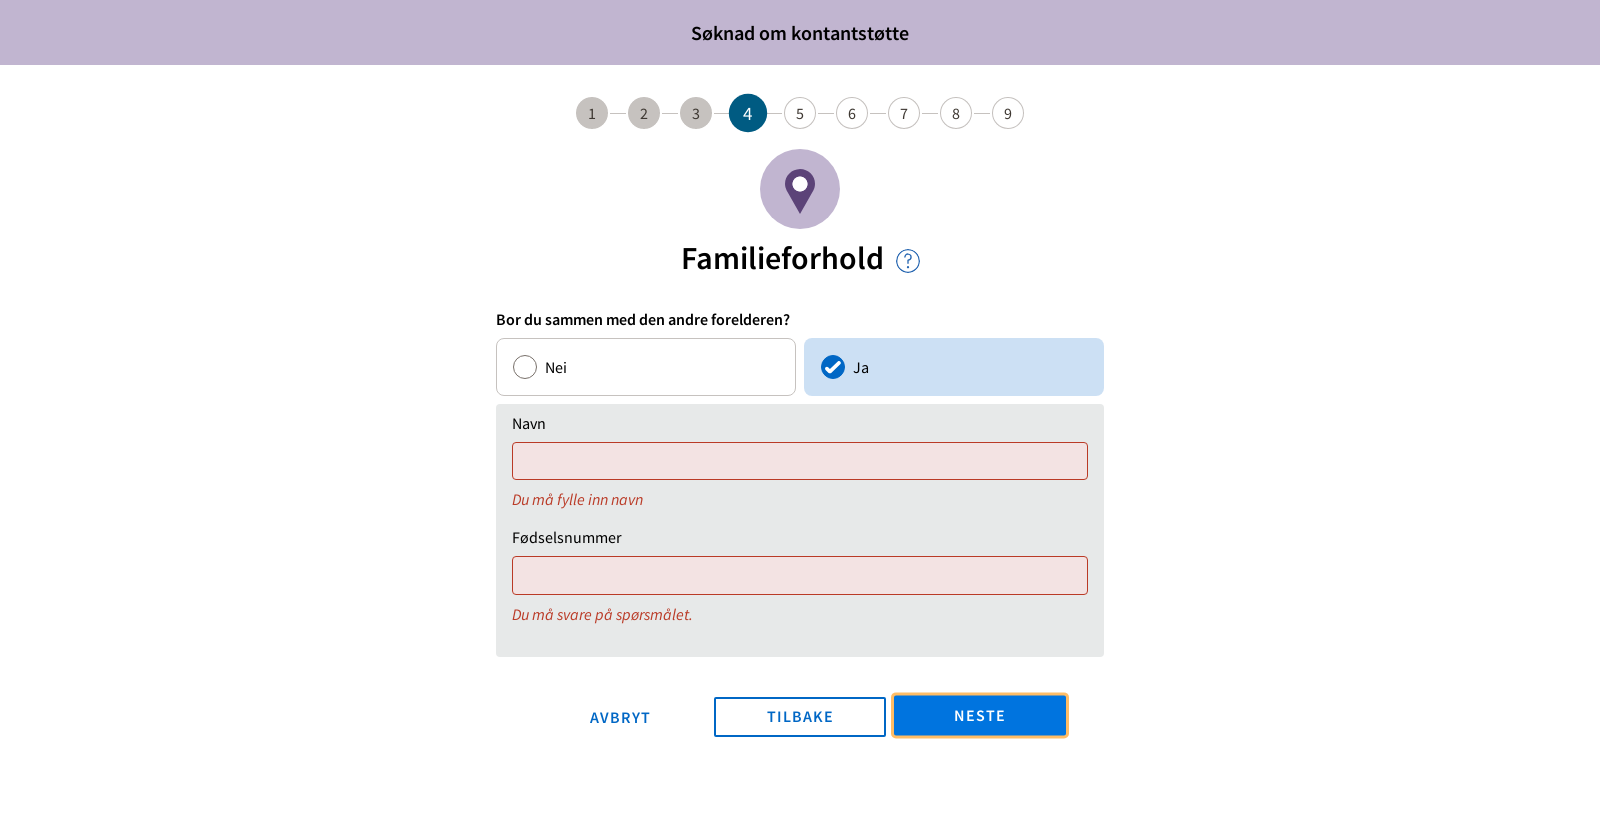 Søknad om kontantstøtte
1 2 3 4 5 6 7 8 9
Familieforhold ?
Bor du sammen med den andre forelderen?
Nei Ja
Navn
Du må fylle inn navn
Fødselsnummer
Du må svare på spørsmålet.
AVBRYT TILBAKE NESTE